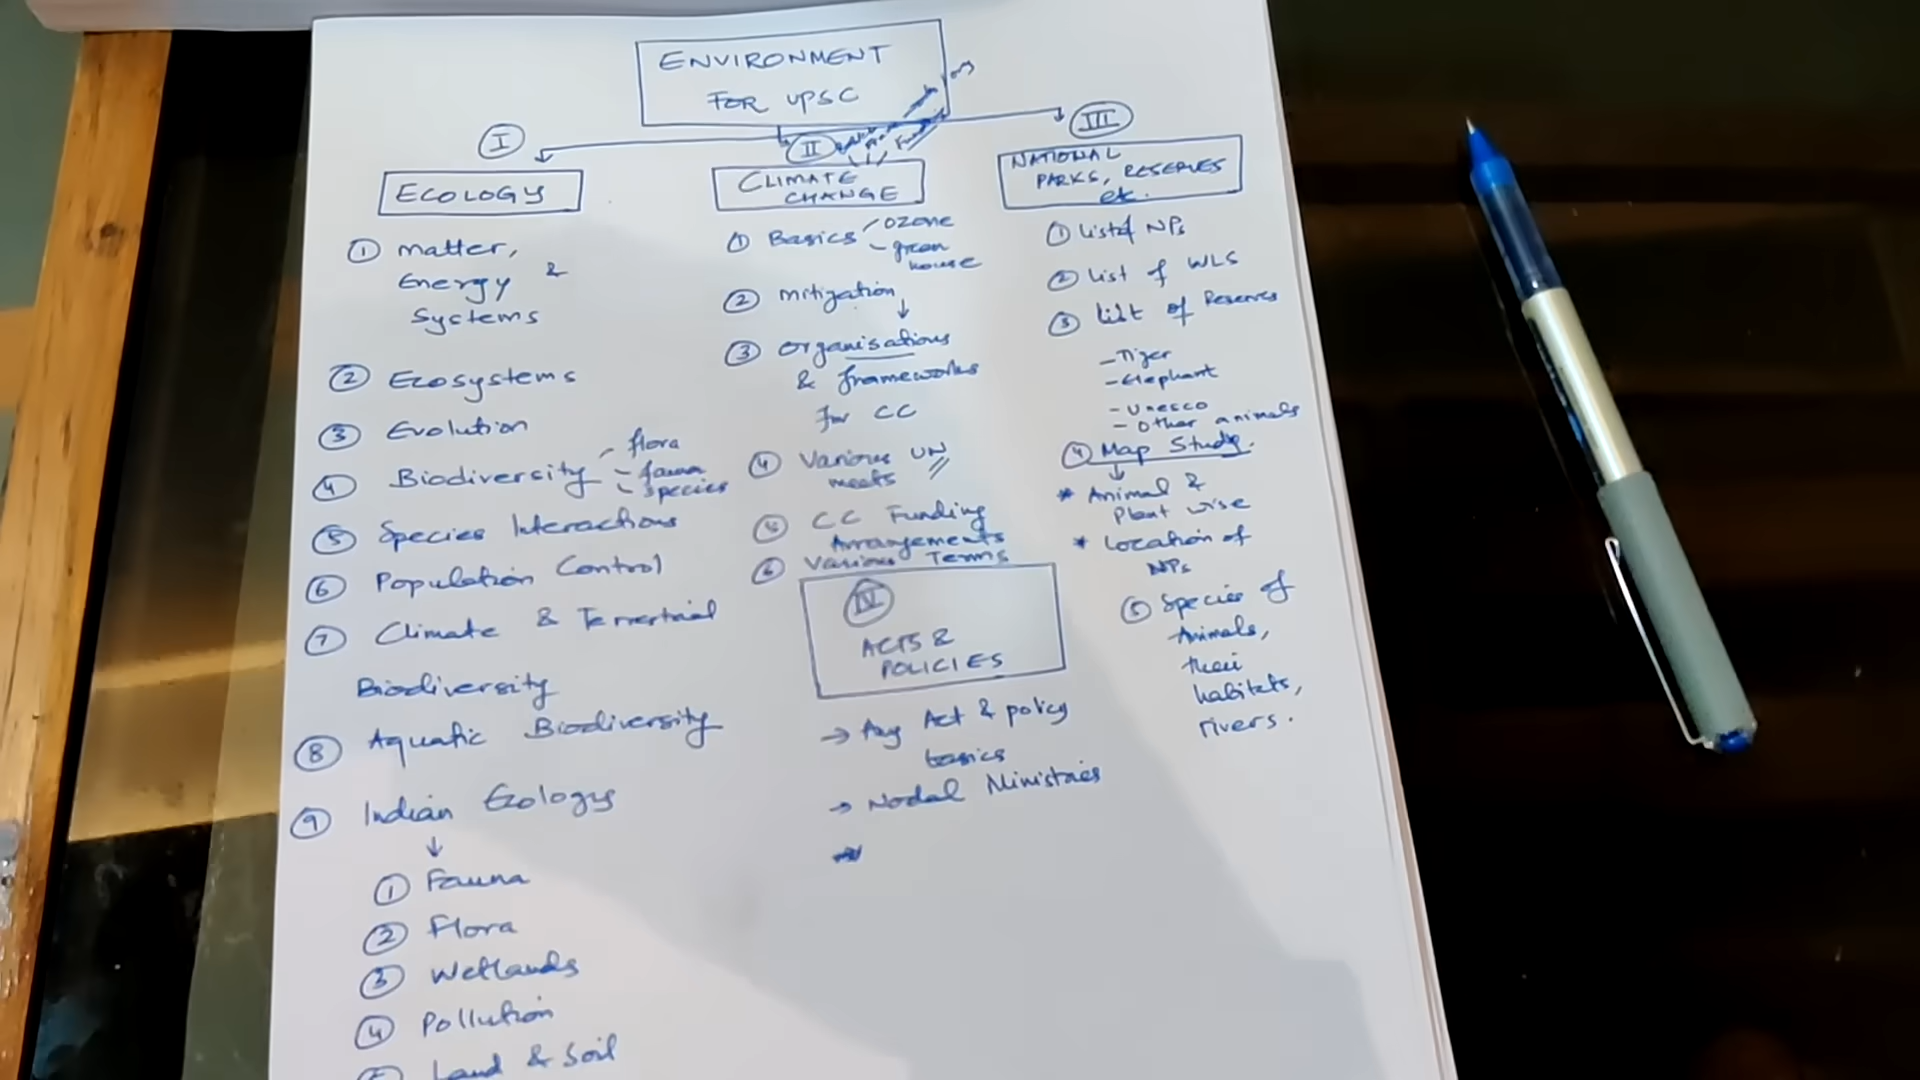 ENVIRONMENT
FOR UPSC
I
ECOLOGY
① matter,
Energy &
Systems
② Ecosystems
③ Evolution
④ Biodiversity - flora
- fauna
- species
⑤ Species Interactions
⑥ Population Control
⑦ Climate & Terrestrial
Biodiversity
⑧ Aquatic Biodiversity
⑨ Indian Ecology
↓
① Fauna
② Flora
③ Wetlands
④ Pollution
Land & Soil
II
CLIMATE
CHANGE
① Basics - ozone
- green
house
② mitigation
↓
③ Organisations
& frameworks
for CC
④ Various UN
meets
⑤ CC Funding
Arrangements
⑥ Various Terms
IV
ACTS &
POLICIES
→ Any Act & policy
basics
→ Nodal Ministries
III
NATIONAL
PARKS, RESERVES
etc.
① List of NPs
② List of WLS
③ List of Reserves
- Tiger
- Elephant
- Unesco
- Other animals
④ Map Study.
↓
* Animal &
Plant wise
* Location of
NPs
⑤ Species of
Animals,
their
habitats,
rivers.